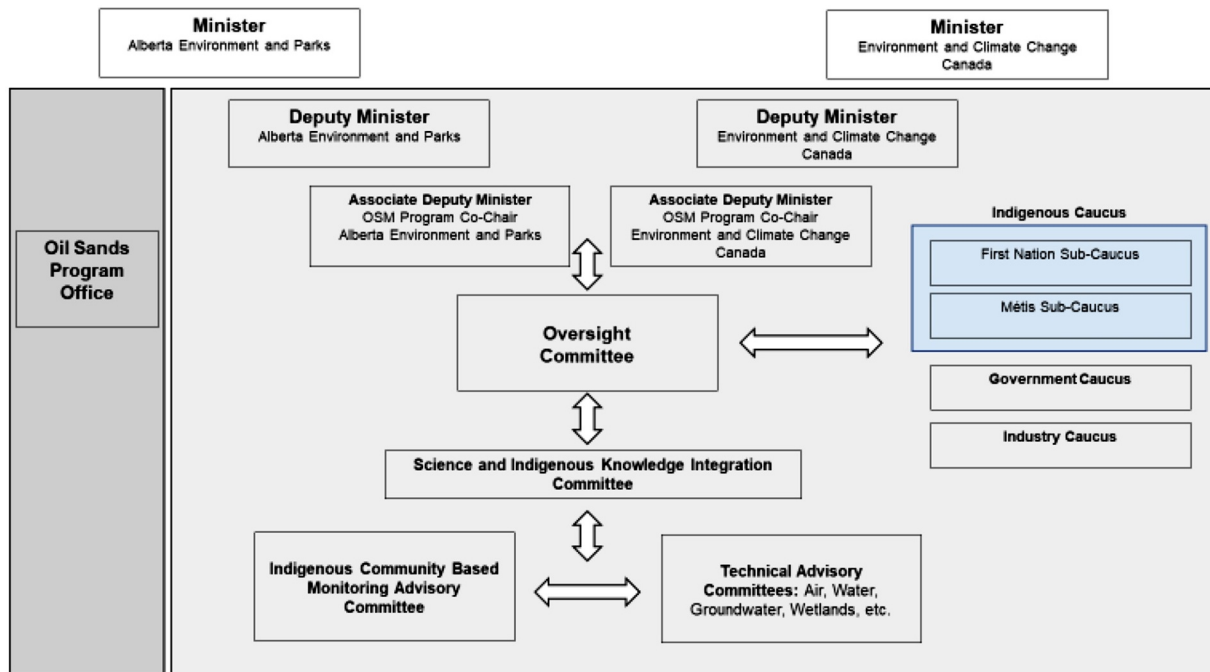 Minister
Alberta Environment and Parks
Minister
Environment and Climate Change
Canada
Deputy Minister
Alberta Environment and Parks
Deputy Minister
Environment and Climate Change
Canada
Associate Deputy Minister
OSM Program Co-Chair
Alberta Environment and Parks
Associate Deputy Minister
OSM Program Co-Chair
Environment and Climate Change
Canada
Oil Sands
Program
Office
Indigenous Caucus
First Nation Sub-Caucus
Métis Sub-Caucus
Oversight
Committee
Government Caucus
Industry Caucus
Science and Indigenous Knowledge Integration
Committee
Indigenous Community Based
Monitoring Advisory
Committee
Technical Advisory
Committees: Air, Water,
Groundwater, Wetlands, etc.